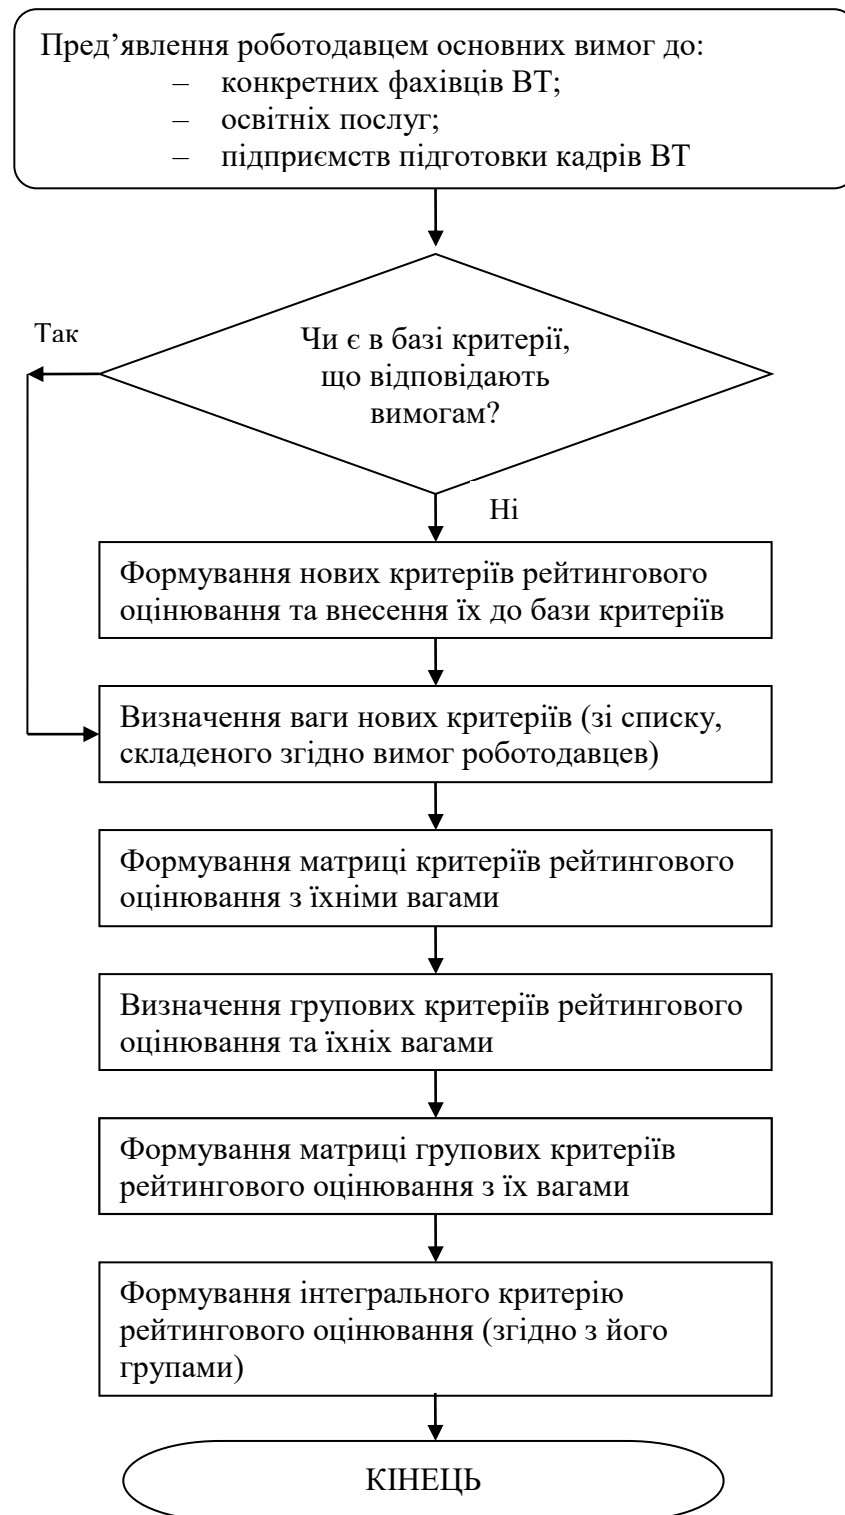 Пред’явлення роботодавцем основних вимог до:
– конкретних фахівців ВТ;
– освітніх послуг;
– підприємств підготовки кадрів ВТ
Так
Чи є в базі критерії,
що відповідають
вимогам?
Ні
Формування нових критеріїв рейтингового
оцінювання та внесення їх до бази критеріїв
Визначення ваги нових критеріїв (зі списку,
складеного згідно вимог роботодавцев)
Формування матриці критеріїв рейтингового
оцінювання з їхніми вагами
Визначення групових критеріїв рейтингового
оцінювання та їхніх вагами
Формування матриці групових критеріїв
рейтингового оцінювання з їх вагами
Формування інтегрального критерію
рейтингового оцінювання (згідно з його
групами)
КІНЕЦЬ